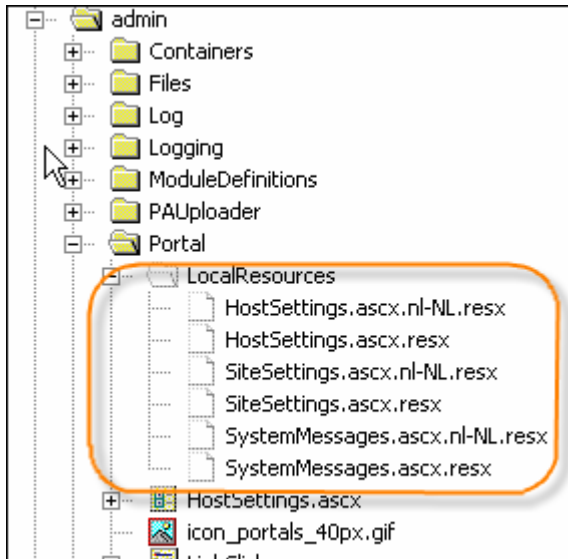 admin
Containers
Files
Log
Logging
ModuleDefinitions
PAUploader
Portal
LocalResources
HostSettings.ascx.nl-NL.resx
HostSettings.ascx.resx
SiteSettings.ascx.nl-NL.resx
SiteSettings.ascx.resx
SystemMessages.ascx.nl-NL.resx
SystemMessages.ascx.resx
HostSettings.ascx
icon_portals_40px.gif